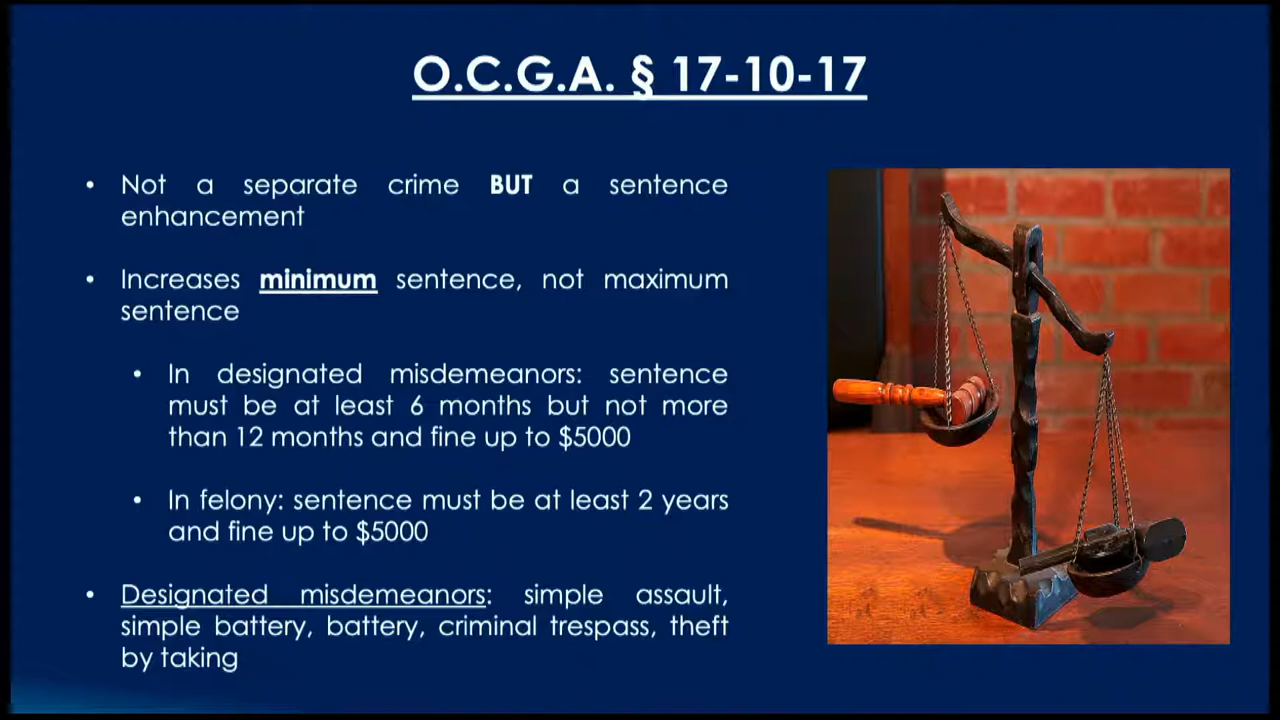 O.C.G.A. § 17-10-17
• Not a separate crime BUT a sentence
enhancement
• Increases minimum sentence, not maximum
sentence
• In designated misdemeanors: sentence
must be at least 6 months but not more
than 12 months and fine up to $5000
• In felony: sentence must be at least 2 years
and fine up to $5000
• Designated misdemeanors: simple assault,
simple battery, battery, criminal trespass, theft
by taking